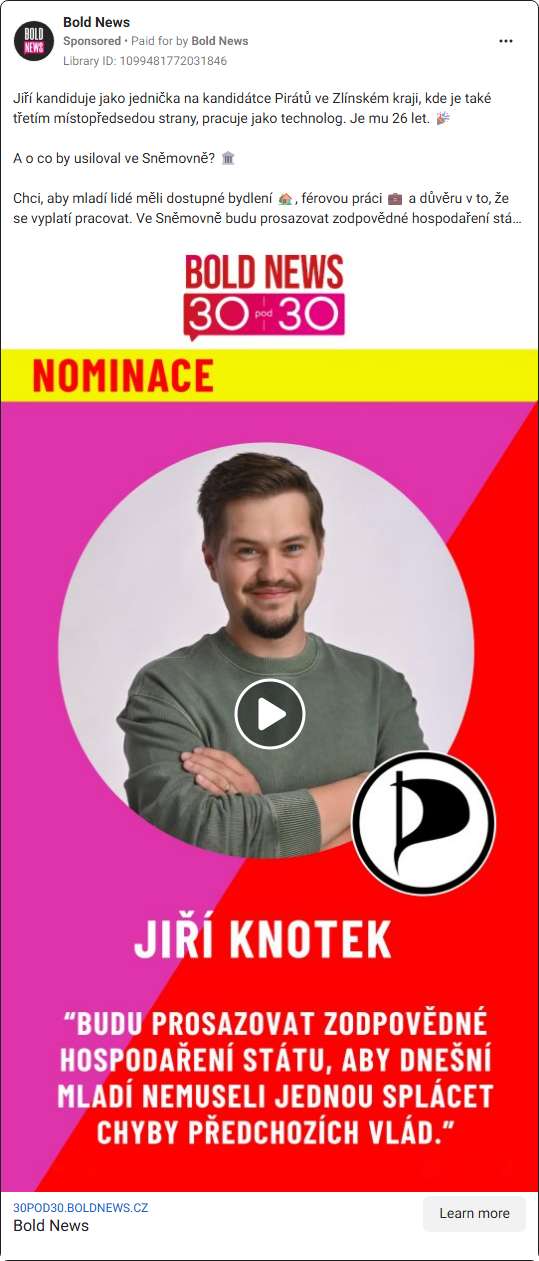 Bold News
Sponsored • Paid for by Bold News
Library ID: 1099481772031846
Jiří kandiduje jako jednička na kandidátce Pirátů ve Zlínském kraji, kde je také
třetím místopředsedou strany, pracuje jako technolog. Je mu 26 let. 🎉
A o co by usiloval ve Sněmovně? 🏛️
Chci, aby mladí lidé měli dostupné bydlení 🏠, férovou práci 💼 a důvěru v to, že
se vyplatí pracovat. Ve Sněmovně budu prosazovat zodpovědné hospodaření stá...
BOLD NEWS
30 pod 30
NOMINACE
JIŘÍ KNOTEK
“BUDU PROSAZOVAT ZODPOVĚDNÉ
HOSPODAŘENÍ STÁTU, ABY DNEŠNÍ
MLADÍ NEMUSELI JEDNOU SPLÁCET
CHYBY PŘEDCHOZÍCH VLÁD.”
30POD30.BOLDNEWS.CZ
Bold News
Learn more